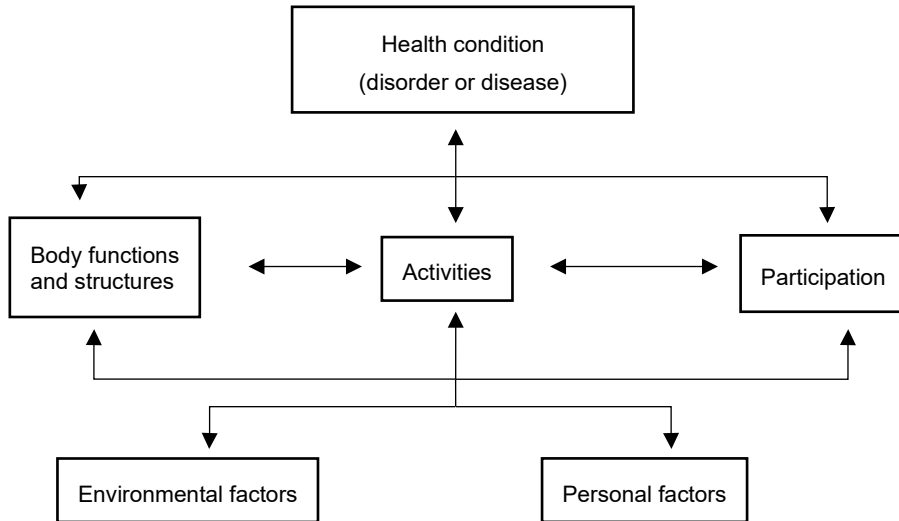 Health condition
(disorder or disease)
Body functions
and structures
Activities
Participation
Environmental factors
Personal factors